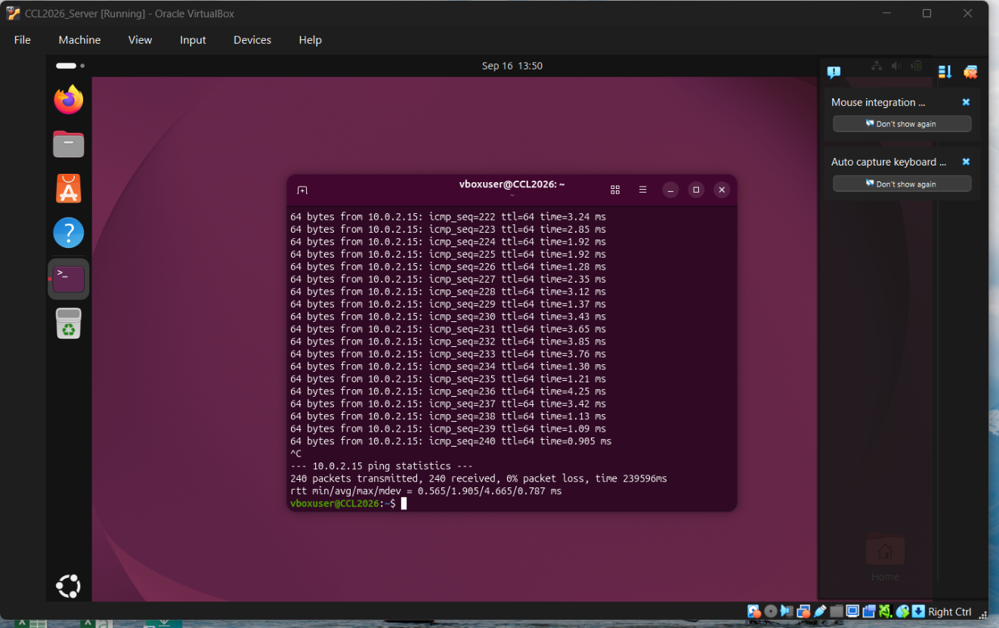 CCL2026_Server [Running] - Oracle VirtualBox
File Machine View Input Devices Help
Sep 16 13:50
Mouse integration ...
Don't show again
Auto capture keyboard ...
Don't show again
vboxuser@CCL2026: ~
~
64 bytes from 10.0.2.15: icmp_seq=222 ttl=64 time=3.24 ms
64 bytes from 10.0.2.15: icmp_seq=223 ttl=64 time=2.85 ms
64 bytes from 10.0.2.15: icmp_seq=224 ttl=64 time=1.92 ms
64 bytes from 10.0.2.15: icmp_seq=225 ttl=64 time=1.92 ms
64 bytes from 10.0.2.15: icmp_seq=226 ttl=64 time=1.28 ms
64 bytes from 10.0.2.15: icmp_seq=227 ttl=64 time=2.35 ms
64 bytes from 10.0.2.15: icmp_seq=228 ttl=64 time=3.12 ms
64 bytes from 10.0.2.15: icmp_seq=229 ttl=64 time=1.37 ms
64 bytes from 10.0.2.15: icmp_seq=230 ttl=64 time=3.43 ms
64 bytes from 10.0.2.15: icmp_seq=231 ttl=64 time=3.65 ms
64 bytes from 10.0.2.15: icmp_seq=232 ttl=64 time=3.85 ms
64 bytes from 10.0.2.15: icmp_seq=233 ttl=64 time=3.76 ms
64 bytes from 10.0.2.15: icmp_seq=234 ttl=64 time=1.30 ms
64 bytes from 10.0.2.15: icmp_seq=235 ttl=64 time=1.21 ms
64 bytes from 10.0.2.15: icmp_seq=236 ttl=64 time=4.25 ms
64 bytes from 10.0.2.15: icmp_seq=237 ttl=64 time=3.42 ms
64 bytes from 10.0.2.15: icmp_seq=238 ttl=64 time=1.13 ms
64 bytes from 10.0.2.15: icmp_seq=239 ttl=64 time=1.09 ms
64 bytes from 10.0.2.15: icmp_seq=240 ttl=64 time=0.905 ms
^C
--- 10.0.2.15 ping statistics ---
240 packets transmitted, 240 received, 0% packet loss, time 239596ms
rtt min/avg/max/mdev = 0.565/1.905/4.665/0.787 ms
vboxuser@CCL2026:~$
Home
Right Ctrl